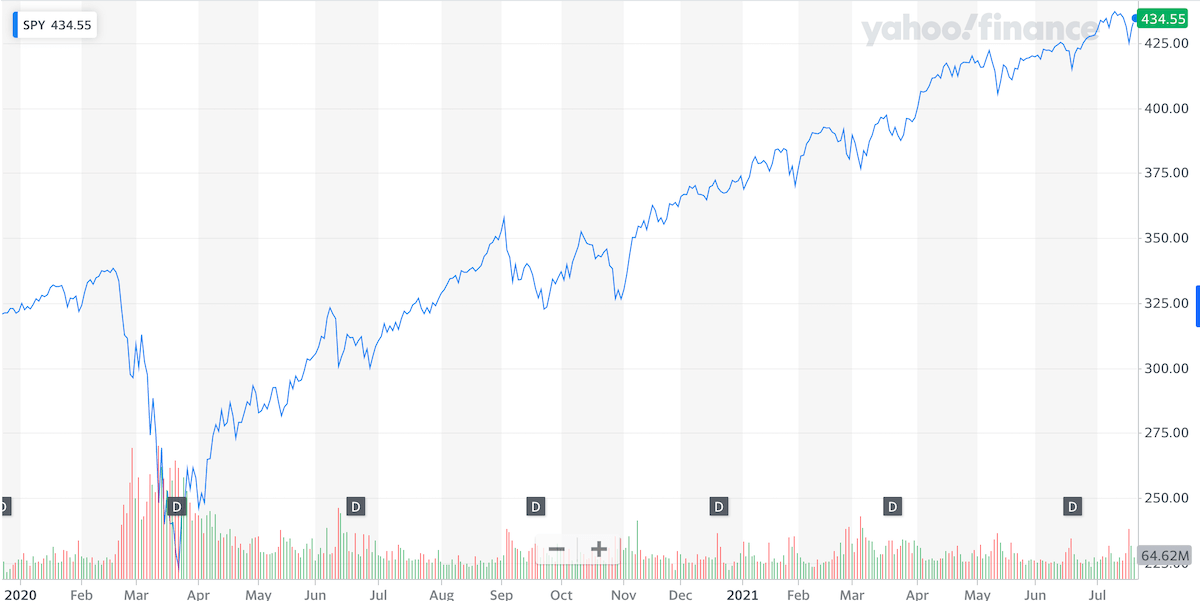 SPY 434.55
yahoo!finance
434.55
425.00
400.00
375.00
350.00
325.00
300.00
275.00
250.00
D D D D D D D
64.62M
2020 Feb Mar Apr May Jun Jul Aug Sep Oct Nov Dec 2021 Feb Mar Apr May Jun Jul